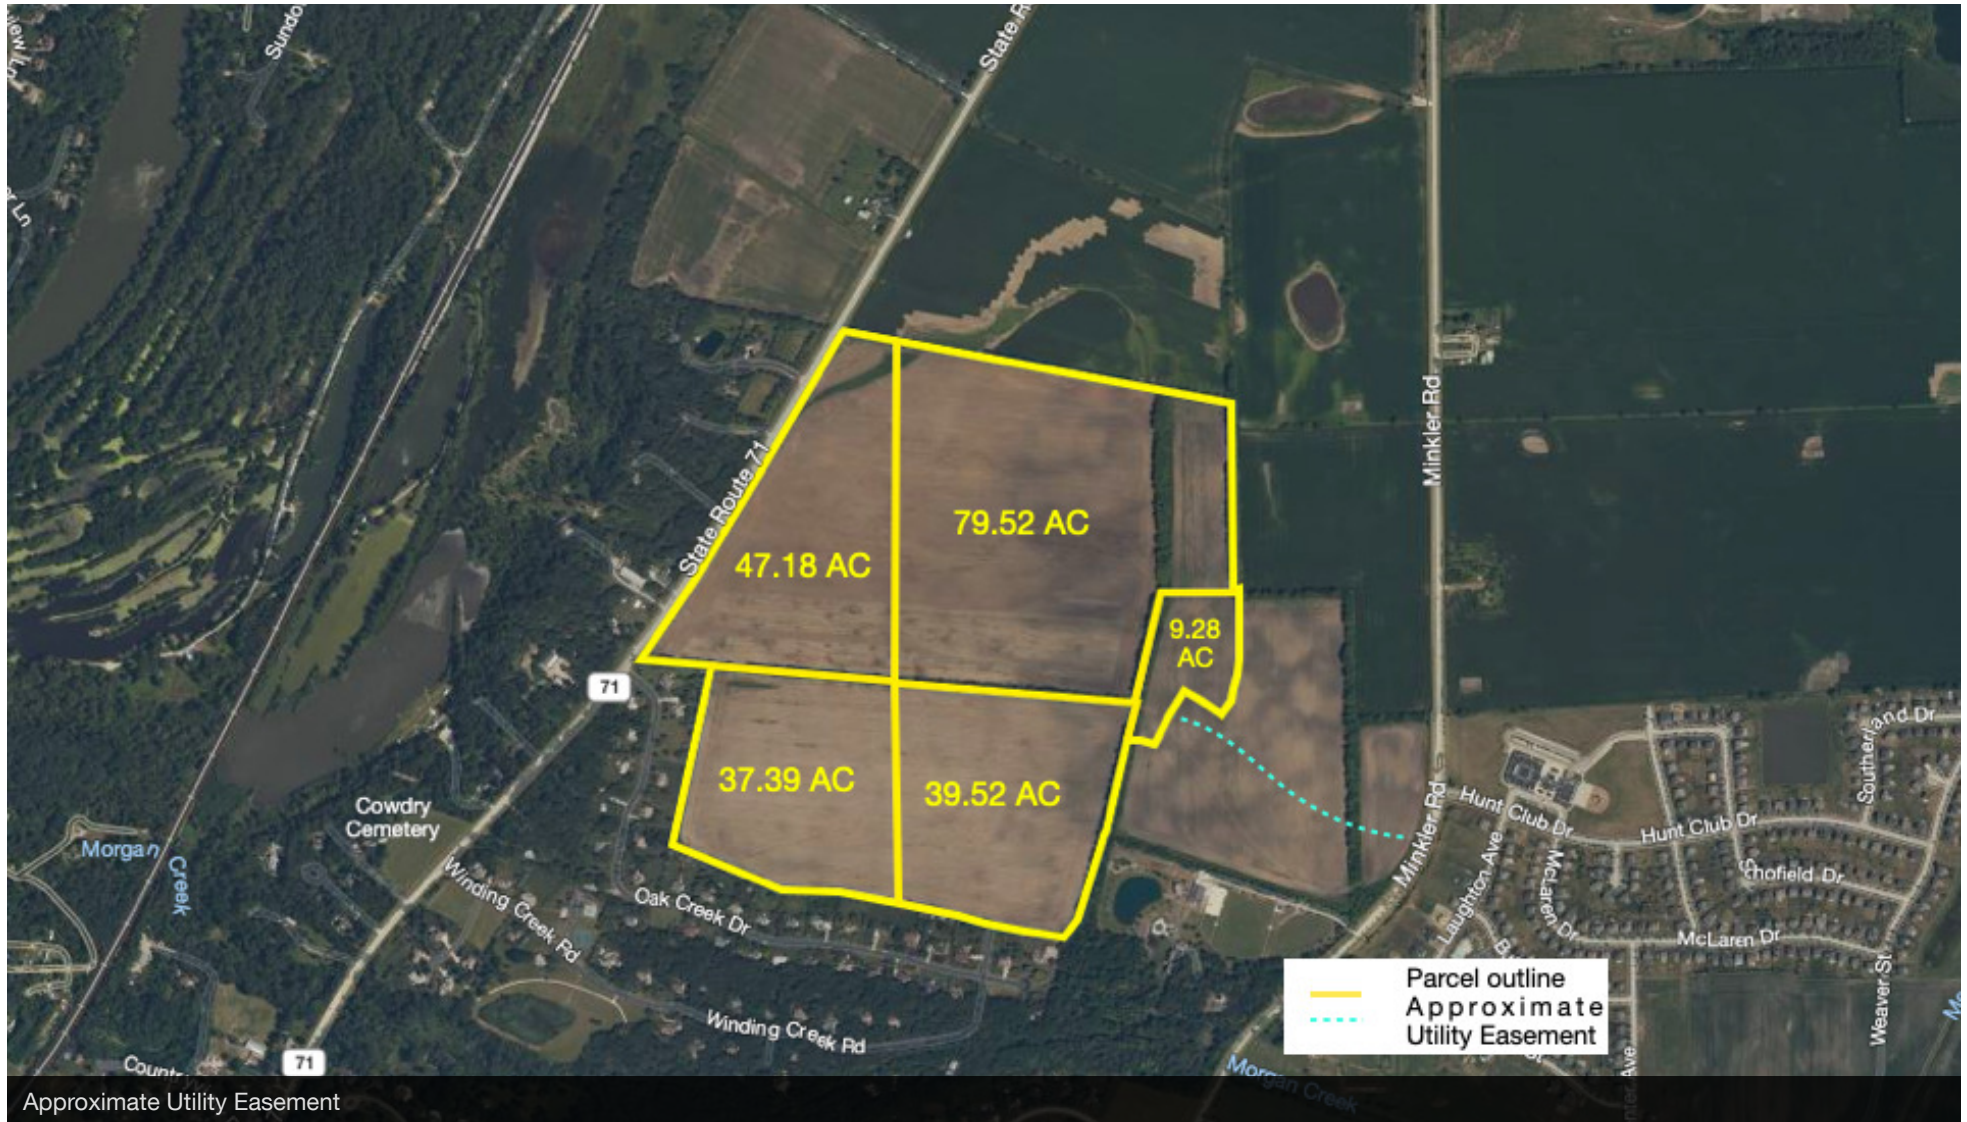 Sundo
State R
State Route 71
Minkler Rd
79.52 AC
47.18 AC
9.28
AC
71
37.39 AC
39.52 AC
Cowdry
Cemetery
Morgan Creek
Winding Creek Rd
Oak Creek Dr
Winding Creek Rd
Minkler Rd
Hunt Club Dr
Hunt Club Dr
Southerland Dr
Schofield Dr
McLaren Dr
McLaren Dr
Laughton Ave
Weaver St
Parcel outline
Approximate
Utility Easement
71
Morgan Creek
Approximate Utility Easement